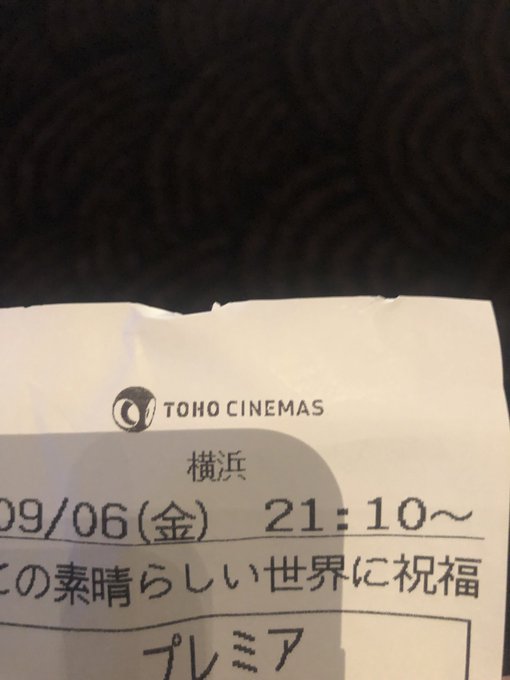 TOHO CINEMAS
横浜
09/06(金) 21:10～
この素晴らしい世界に祝福
プレミア